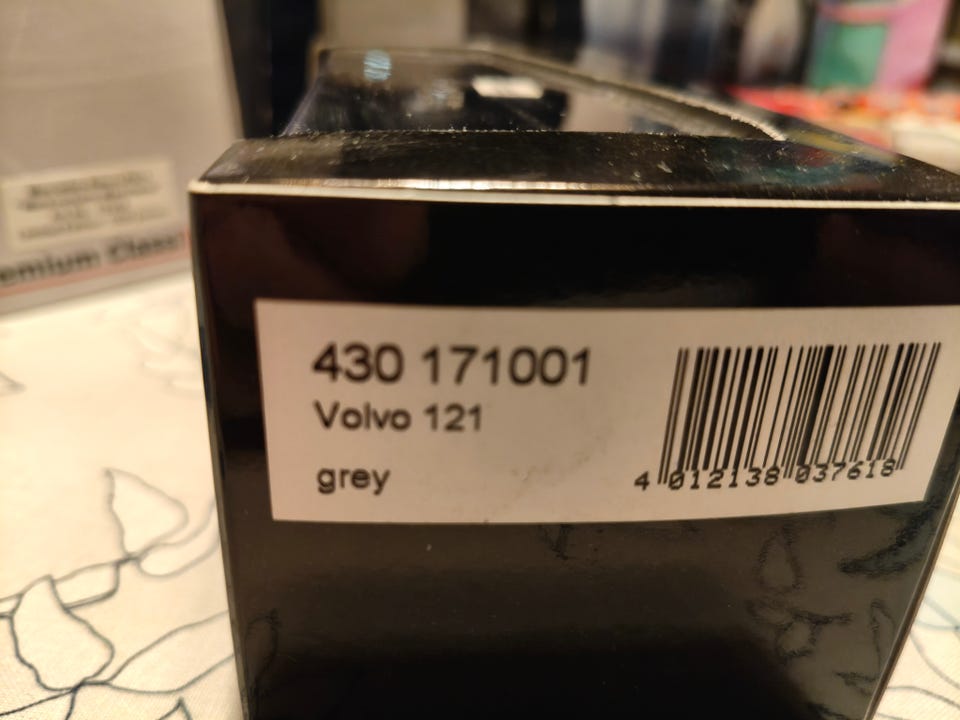 430 171001
Volvo 121
grey
4 012138 037618
emium Class